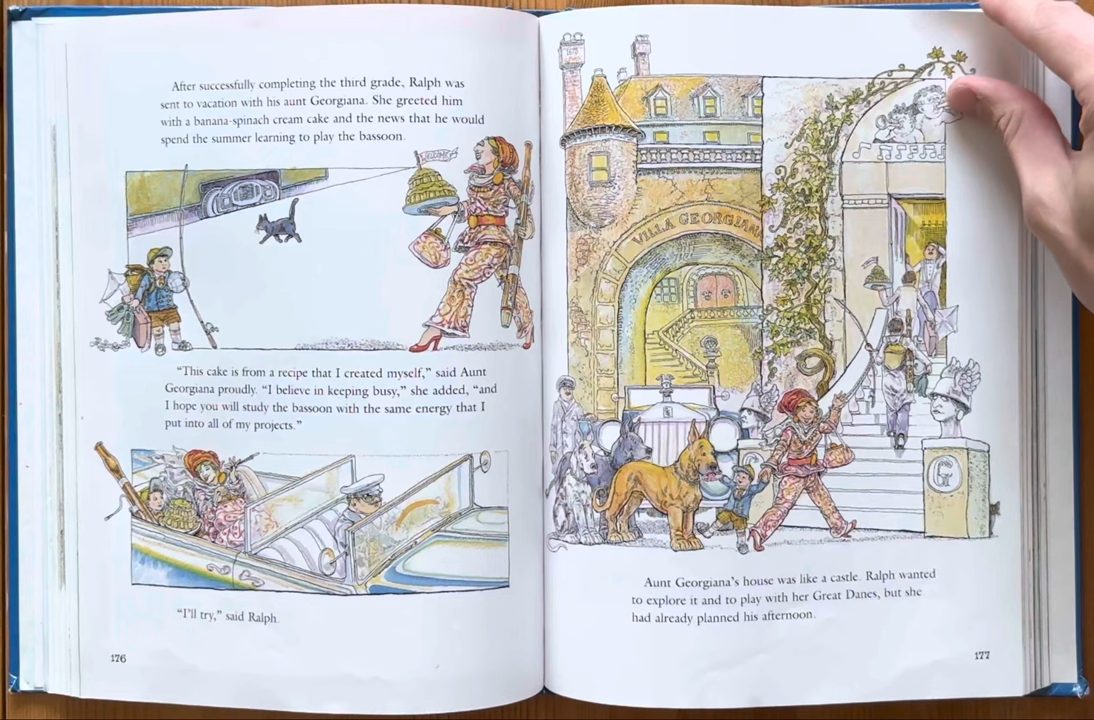 After successfully completing the third grade, Ralph was
sent to vacation with his aunt Georgiana. She greeted him
with a banana-spinach cream cake and the news that he would
spend the summer learning to play the bassoon.
WELCOME
"This cake is from a recipe that I created myself," said Aunt
Georgiana proudly. "I believe in keeping busy," she added, "and
I hope you will study the bassoon with the same energy that I
put into all of my projects."
"I'll try," said Ralph.
176
VILLA GEORGIANA
G
Aunt Georgiana's house was like a castle. Ralph wanted
to explore it and to play with her Great Danes, but she
had already planned his afternoon.
177